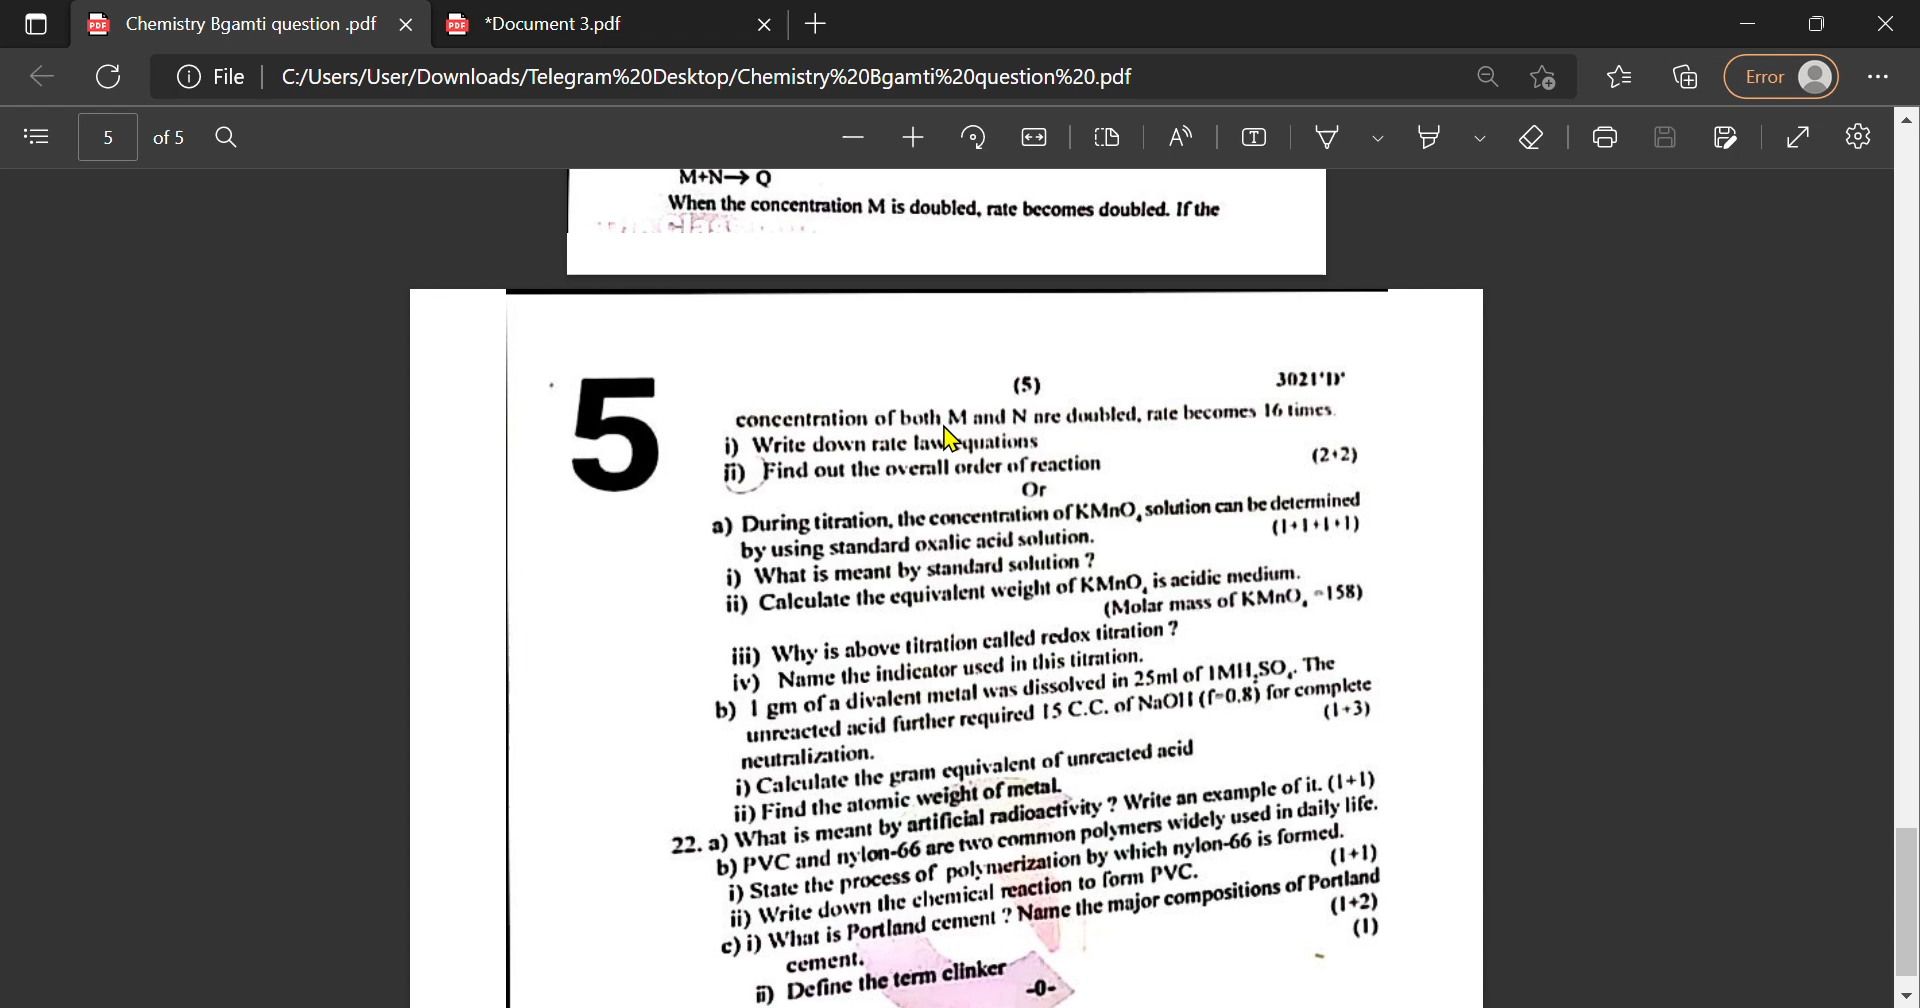 Chemistry Bgamti question .pdf
*Document 3.pdf
File
C:/Users/User/Downloads/Telegram%20Desktop/Chemistry%20Bgamti%20question%20.pdf
Error
5 of 5
M+N→ Q
When the concentration M is doubled, rate becomes doubled. If the
5
(5)
3021'D'
concentration of both M and N are doubled, rate becomes 16 times.
i) Write down rate law equations
ii) Find out the overall order of reaction (2+2)
Or
a) During titration, the concentration of KMnO₄ solution can be determined
by using standard oxalic acid solution. (1+1+1+1)
i) What is meant by standard solution ?
ii) Calculate the equivalent weight of KMnO₄ is acidic medium.
(Molar mass of KMnO₄ =158)
iii) Why is above titration called redox titration ?
iv) Name the indicator used in this titration.
b) 1 gm of a divalent metal was dissolved in 25ml of 1MH₂SO₄. The
unreacted acid further required 15 C.C. of NaOH (f=0.8) for complete
neutralization. (1+3)
i) Calculate the gram equivalent of unreacted acid
ii) Find the atomic weight of metal.
22. a) What is meant by artificial radioactivity ? Write an example of it. (1+1)
b) PVC and nylon-66 are two common polymers widely used in daily life.
i) State the process of polymerization by which nylon-66 is formed.
ii) Write down the chemical reaction to form PVC. (1+1)
c) i) What is Portland cement ? Name the major compositions of Portland
cement. (1+2)
ii) Define the term clinker (1)
-0-